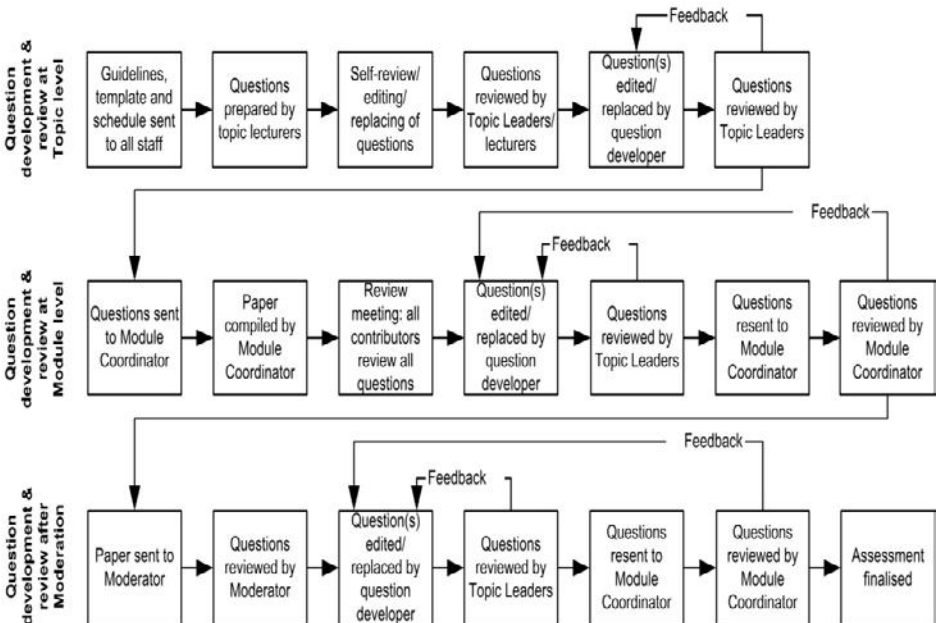 Question
development &
review at
Topic level
Feedback
Guidelines,
template and
schedule sent
to all staff
Questions
prepared by
topic lecturers
Self-review/
editing/
replacing of
questions
Questions
reviewed by
Topic Leaders/
lecturers
Question(s)
edited/
replaced by
question
developer
Questions
reviewed by
Topic Leaders
Question
development &
review at
Module level
Feedback
Feedback
Questions sent
to Module
Coordinator
Paper
compiled by
Module
Coordinator
Review
meeting: all
contributors
review all
questions
Question(s)
edited/
replaced by
question
developer
Questions
reviewed by
Topic Leaders
Questions
resent to
Module
Coordinator
Questions
reviewed by
Module
Coordinator
Question
development &
review after
Moderation
Feedback
Feedback
Paper sent to
Moderator
Questions
reviewed by
Moderator
Question(s)
edited/
replaced by
question
developer
Questions
reviewed by
Topic Leaders
Questions
resent to
Module
Coordinator
Questions
reviewed by
Module
Coordinator
Assessment
finalised